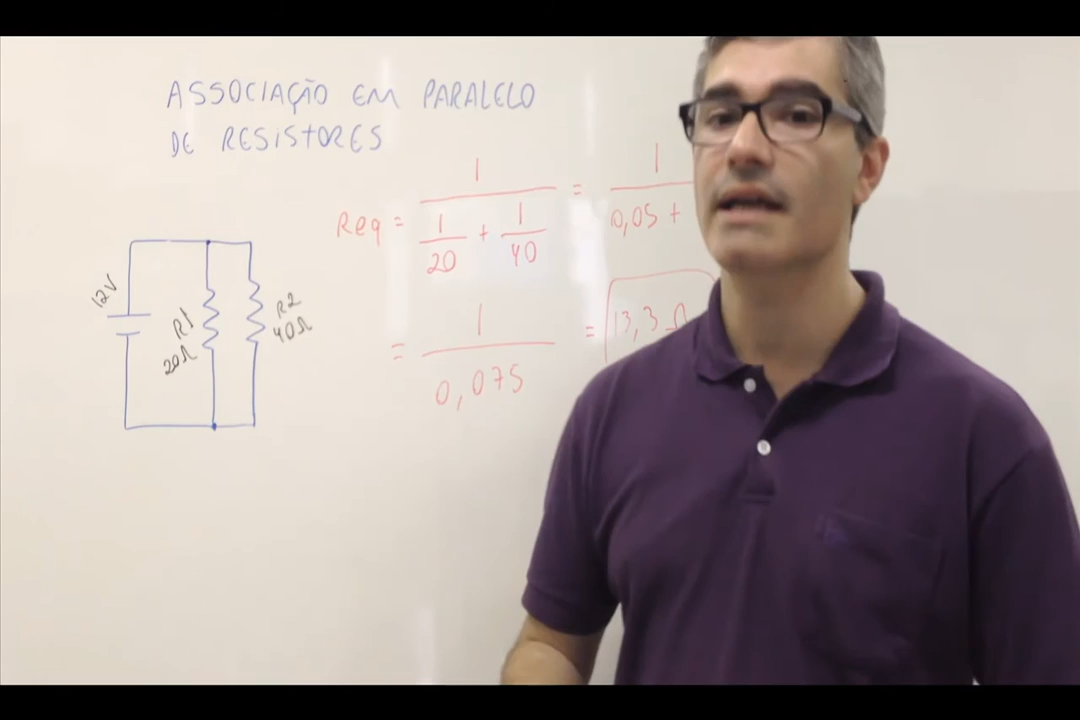 ASSOCIAÇÃO EM PARALELO
DE RESISTORES
Req = 1 / (1/20 + 1/40) = 1 / (0,05 +
= 1 / 0,075 = 13,3 Ω
12V
R1
20Ω
R2
40Ω